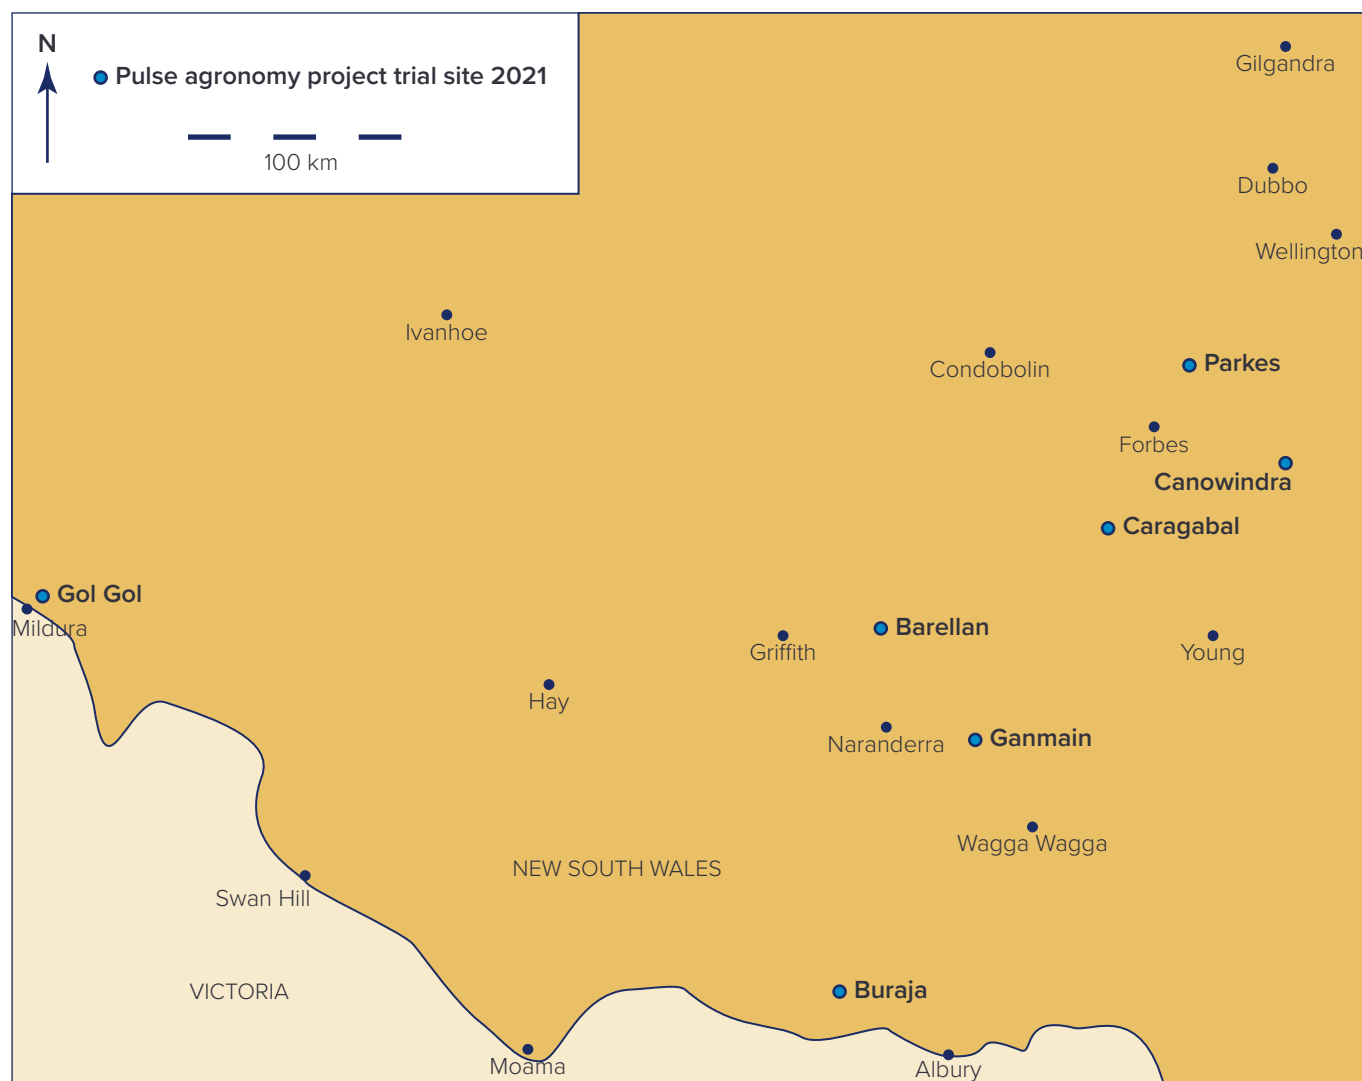 N
Pulse agronomy project trial site 2021
100 km
Gilgandra
Dubbo
Wellington
Ivanhoe
Condobolin
Parkes
Forbes
Canowindra
Caragabal
Gol Gol
Mildura
Barellan
Griffith
Young
Hay
Naranderra
Ganmain
Wagga Wagga
NEW SOUTH WALES
Swan Hill
VICTORIA
Buraja
Moama
Albury